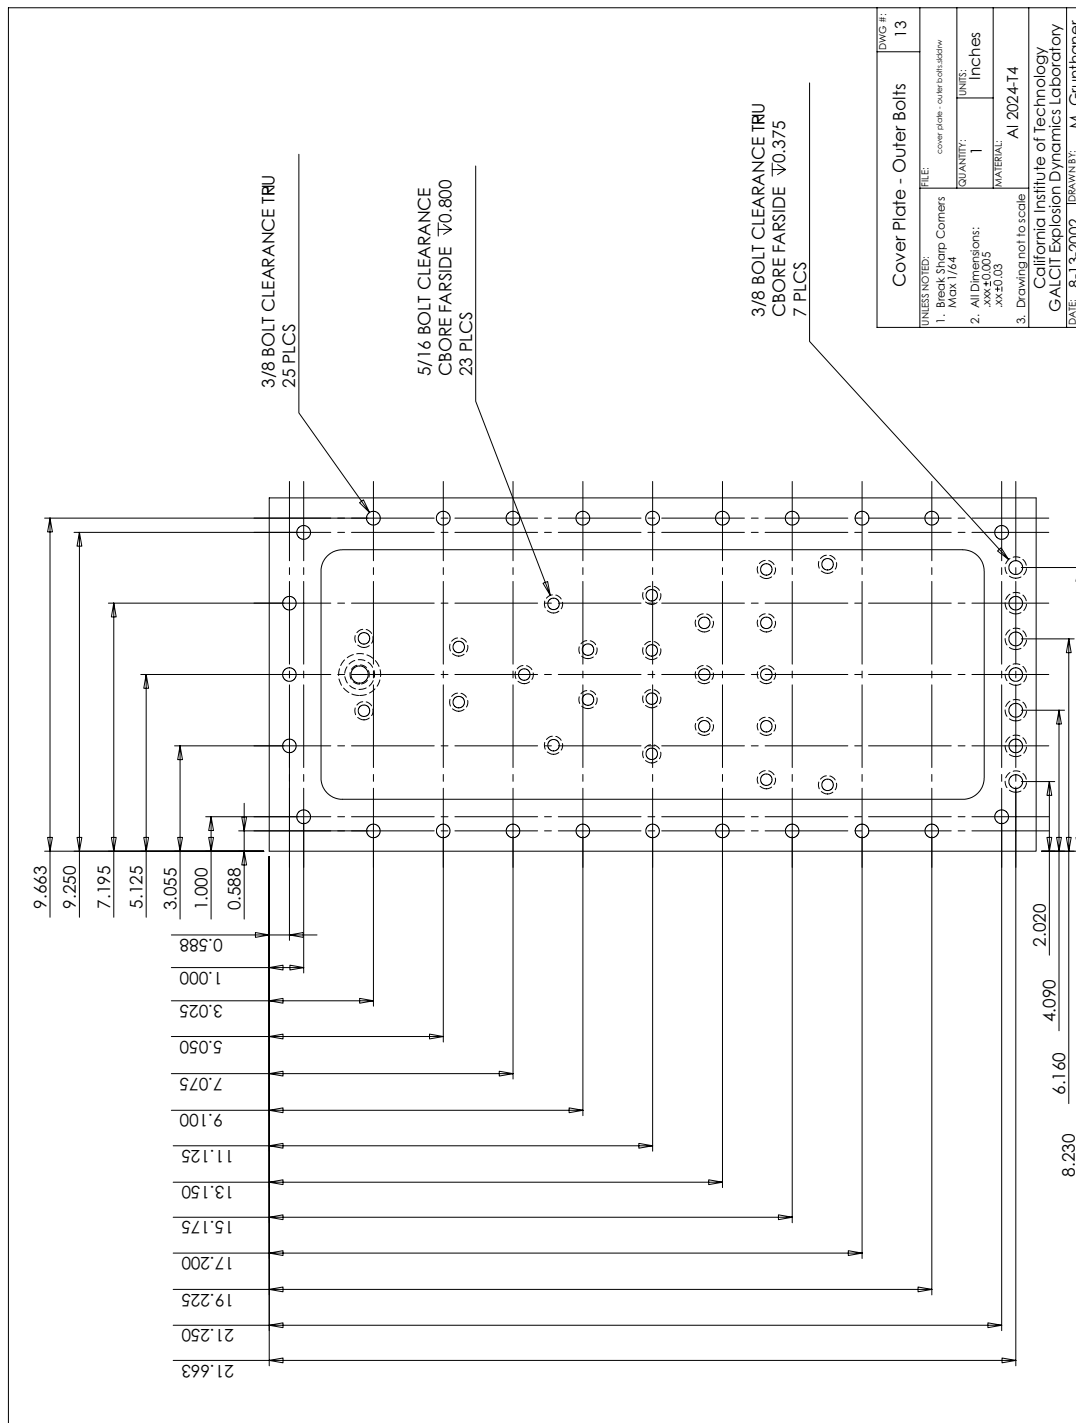 3/8 BOLT CLEARANCE TRU
25 PLCS
5/16 BOLT CLEARANCE
CBORE FARSIDE ↧0.800
23 PLCS
3/8 BOLT CLEARANCE TRU
CBORE FARSIDE ↧0.375
7 PLCS
9.663
9.250
7.195
5.125
3.055
1.000
0.588
0.588
1.000
3.025
5.050
7.075
9.100
11.125
13.150
15.175
17.200
19.225
21.250
21.663
2.020
4.090
6.160
8.230
Cover Plate - Outer Bolts
DWG #:
13
UNLESS NOTED:
1. Break Sharp Corners
Max 1/64
2. All Dimensions:
.xxx±0.005
.xx±0.03
3. Drawing not to scale
FILE:
cover plate - outer bolts.slddrw
QUANTITY:
1
UNITS:
Inches
MATERIAL:
Al 2024-T4
California Institute of Technology
GALCIT Explosion Dynamics Laboratory
DATE: 8-13-2002
DRAWN BY: M. Grunthaner